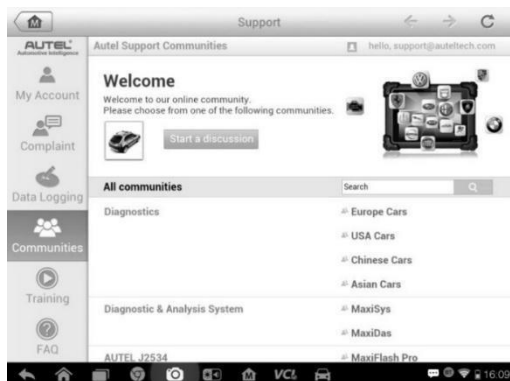 Support
AUTEL
Automotive Intelligence
My Account
Complaint
Data Logging
Communities
Training
FAQ
Autel Support Communities
hello, support@auteltech.com
Welcome
Welcome to our online community.
Please choose from one of the following communities.
Start a discussion
All communities
Search
Diagnostics
Europe Cars
USA Cars
Chinese Cars
Asian Cars
Diagnostic & Analysis System
MaxiSys
MaxiDas
AUTEL J2534
MaxiFlash Pro
VCI
16:09